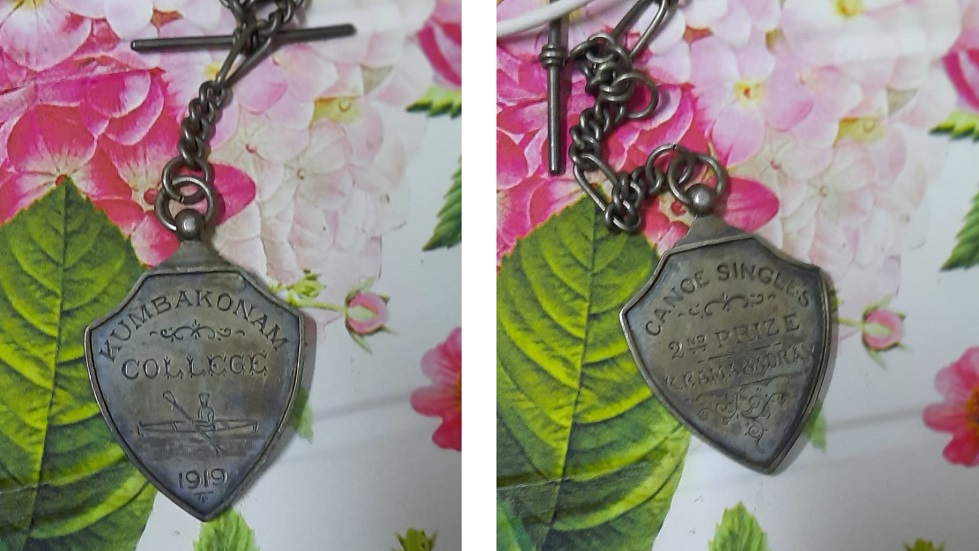 KUMBAKONAM
COLLEGE
1919
CANOE SINGLES
2ND PRIZE